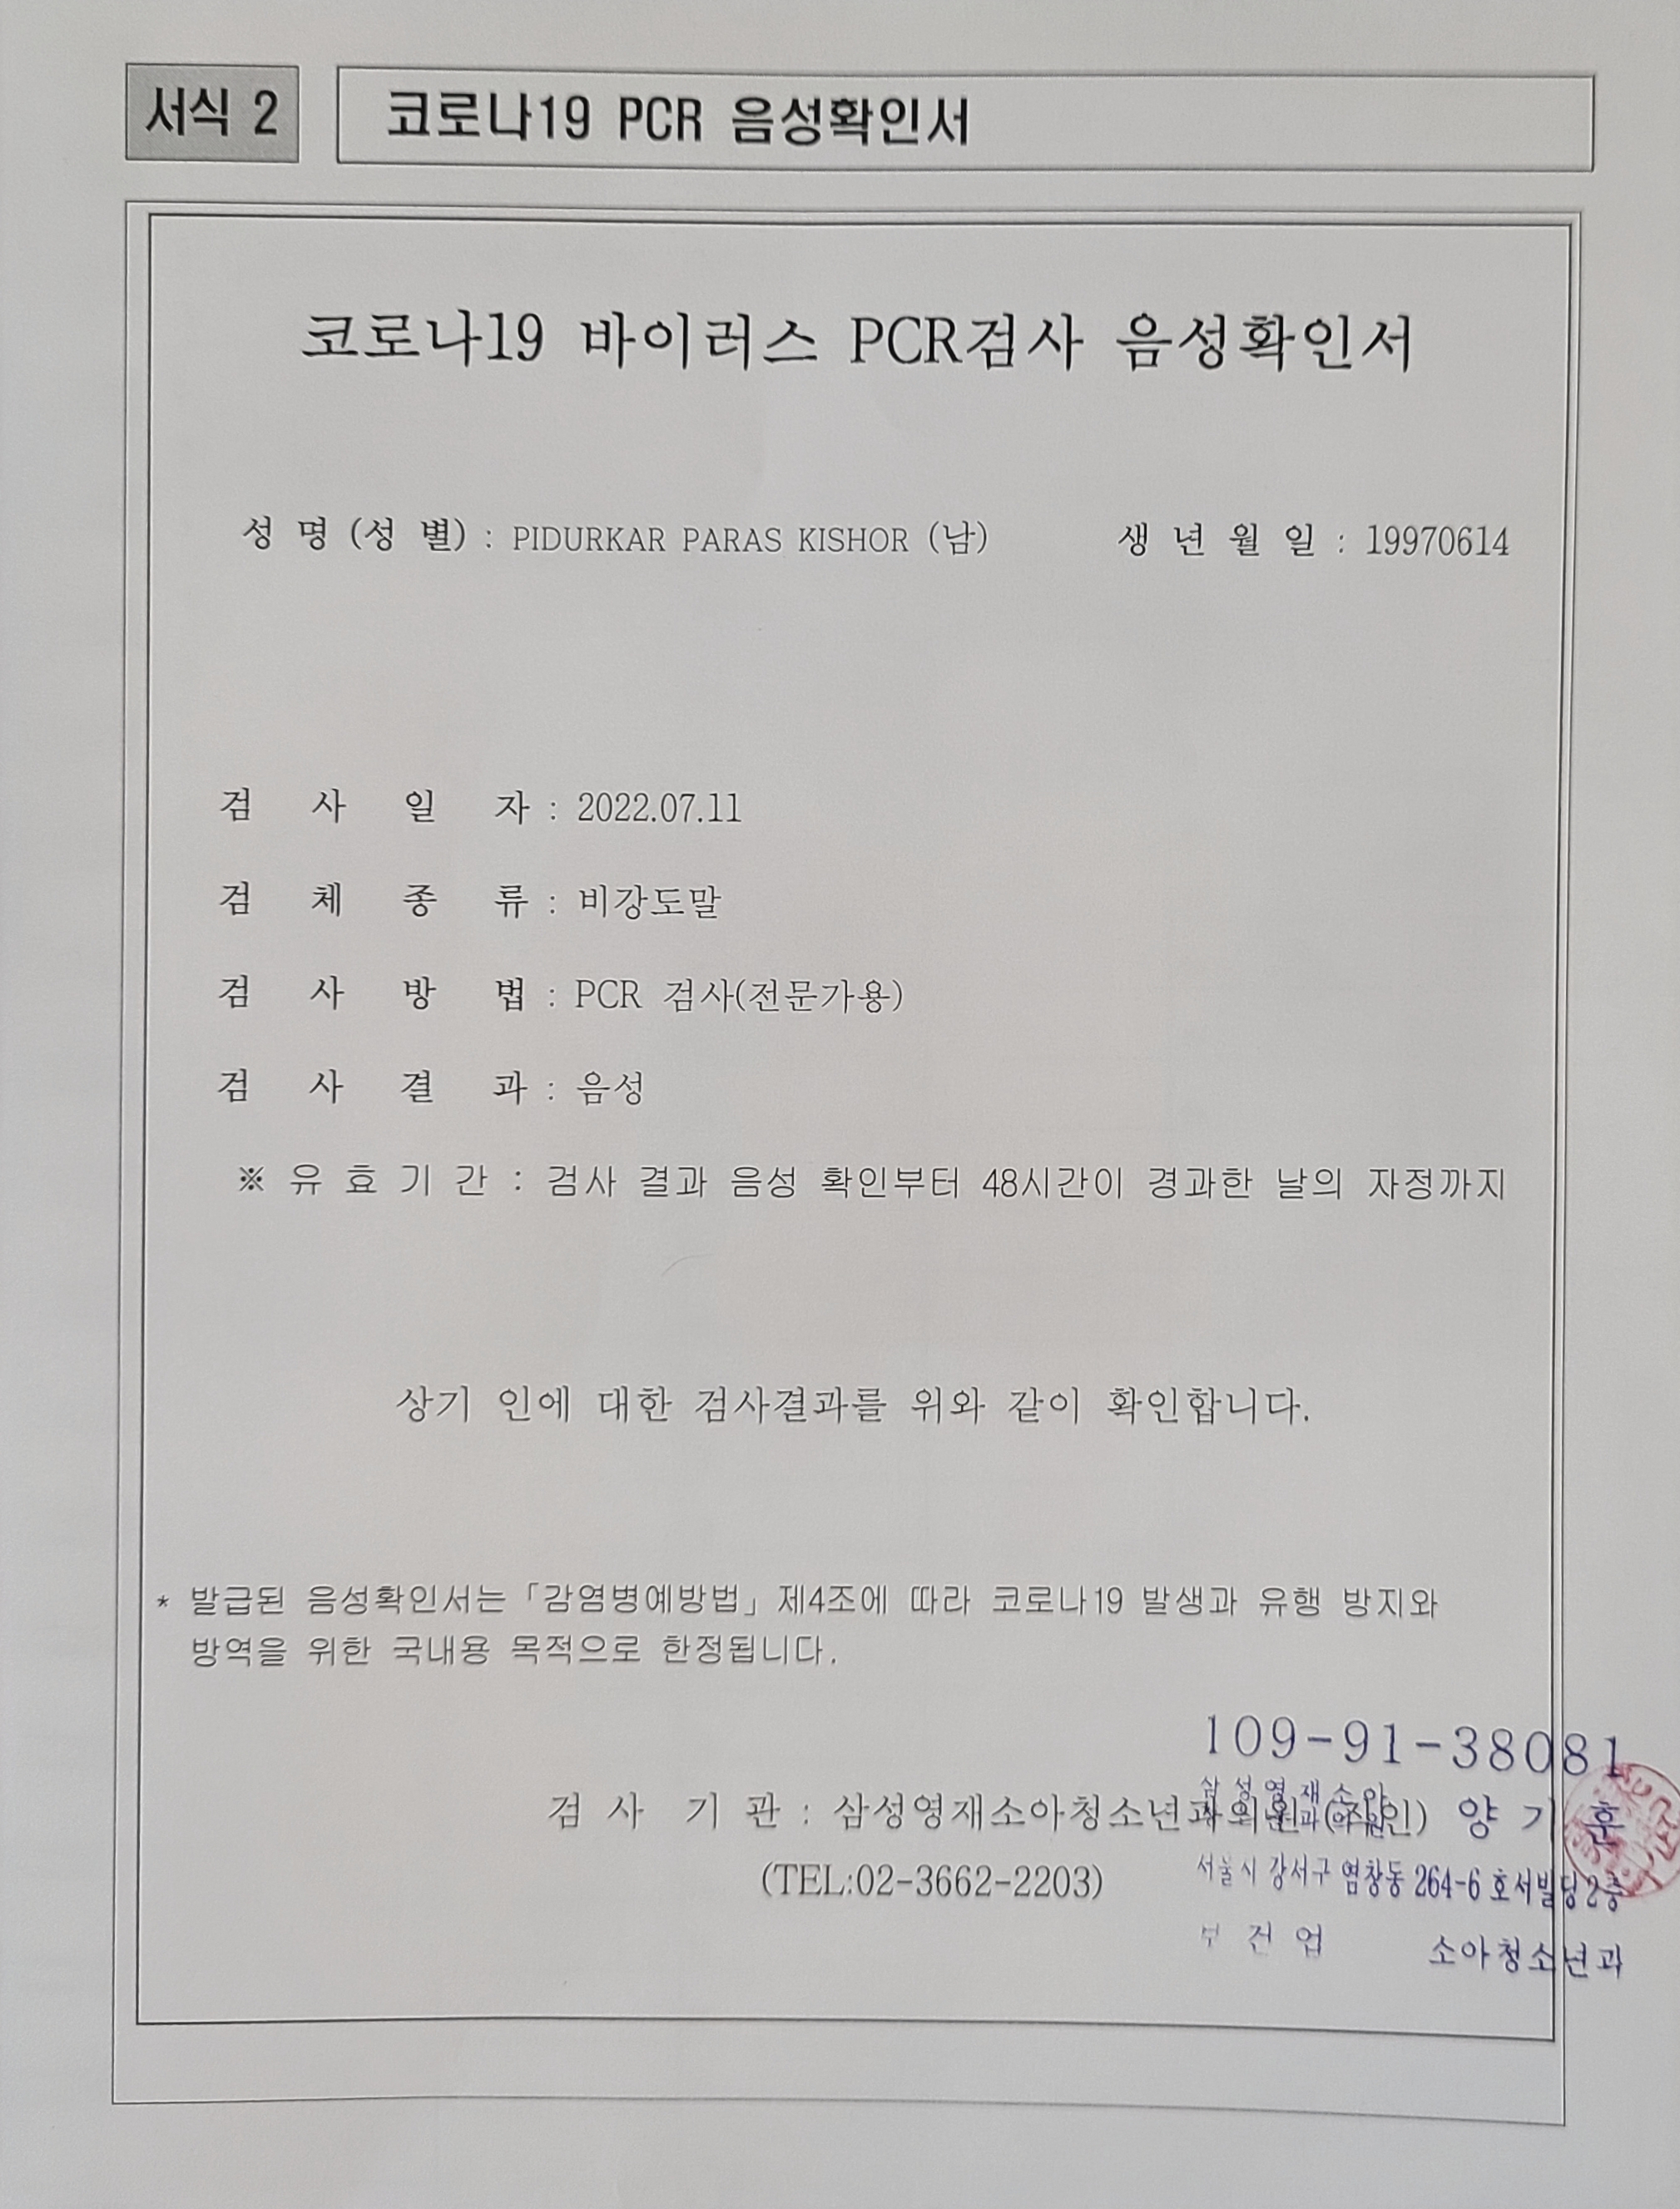 서식 2
코로나19 PCR 음성확인서
코로나19 바이러스 PCR검사 음성확인서
성 명 (성 별) : PIDURKAR PARAS KISHOR (남) 생 년 월 일 : 19970614
검 사 일 자 : 2022.07.11
검 체 종 류 : 비강도말
검 사 방 법 : PCR 검사(전문가용)
검 사 결 과 : 음성
※ 유 효 기 간 : 검사 결과 음성 확인부터 48시간이 경과한 날의 자정까지
상기 인에 대한 검사결과를 위와 같이 확인합니다.
* 발급된 음성확인서는 「감염병예방법」 제4조에 따라 코로나19 발생과 유행 방지와
방역을 위한 국내용 목적으로 한정됩니다.
109-91-38081
삼성영재소아
검 사 기 관 : 삼성영재소아청소년과의원 (직인) 양 기 훈
(TEL:02-3662-2203)
서울시 강서구 염창동 264-6 호서빌딩2층
보 건 업 소아청소년과